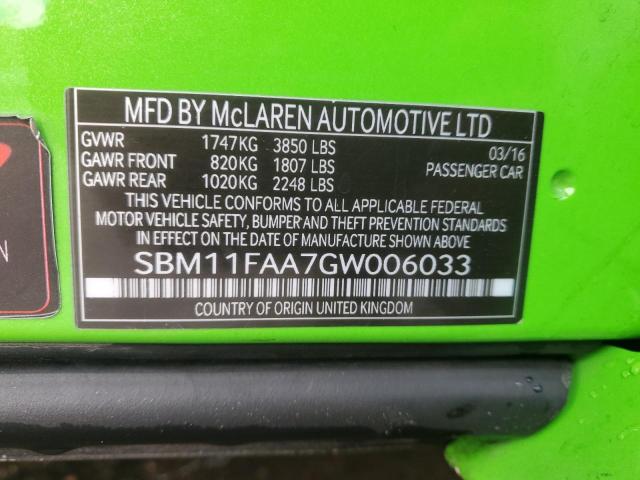 MFD BY McLAREN AUTOMOTIVE LTD
GVWR 1747KG 3850 LBS 03/16
GAWR FRONT 820KG 1807 LBS PASSENGER CAR
GAWR REAR 1020KG 2248 LBS
THIS VEHICLE CONFORMS TO ALL APPLICABLE FEDERAL
MOTOR VEHICLE SAFETY, BUMPER AND THEFT PREVENTION STANDARDS
IN EFFECT ON THE DATE OF MANUFACTURE SHOWN ABOVE
SBM11FAA7GW006033
COUNTRY OF ORIGIN UNITED KINGDOM